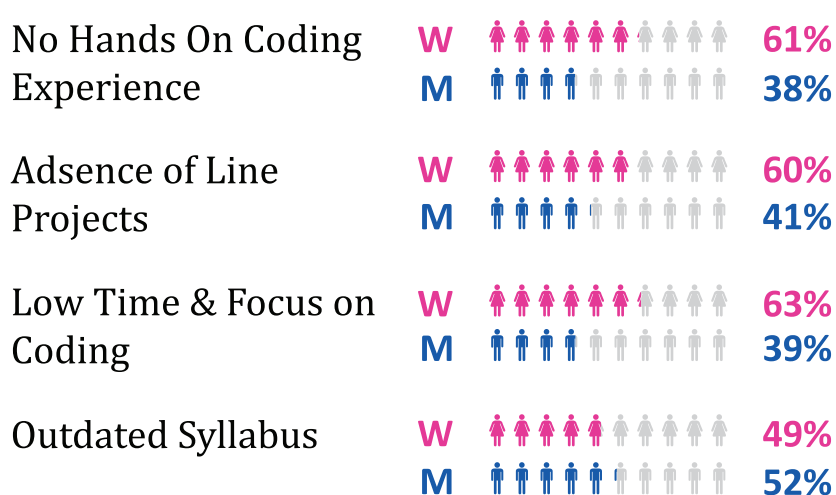 No Hands On Coding W 61%
Experience M 38%
Adsence of Line W 60%
Projects M 41%
Low Time & Focus on W 63%
Coding M 39%
Outdated Syllabus W 49%
M 52%